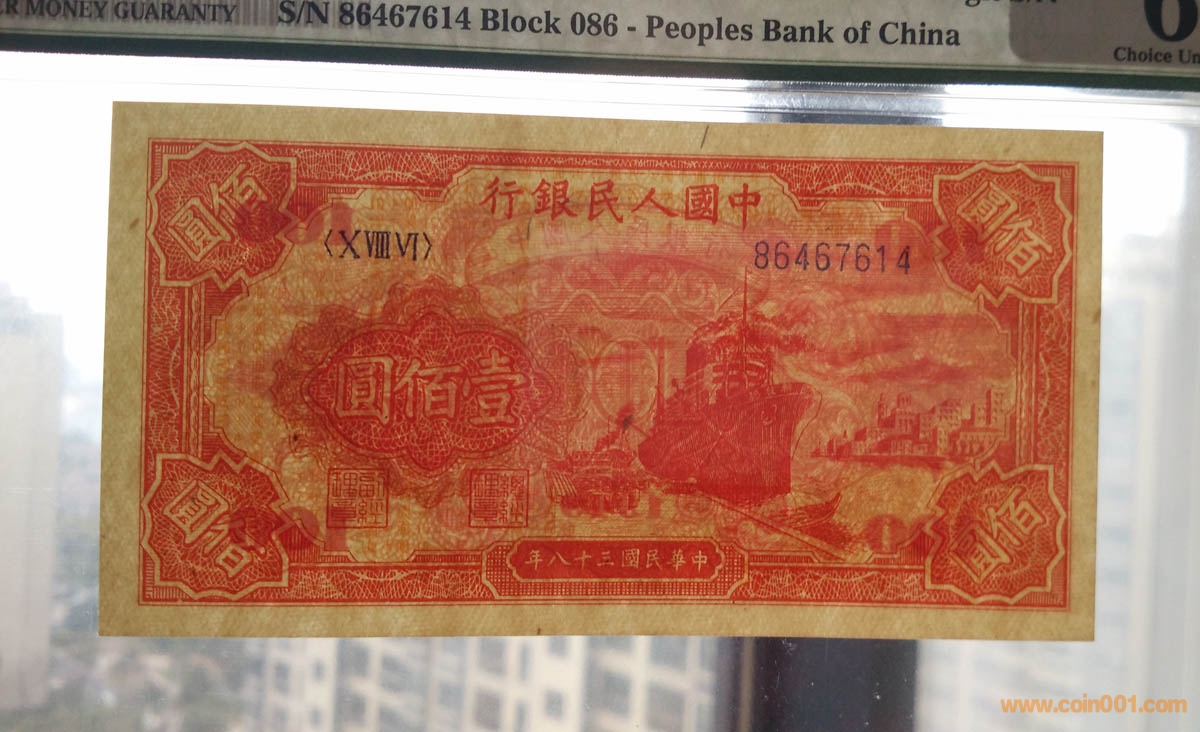 ER MONEY GUARANTY
S/N 86467614 Block 086 - Peoples Bank of China
Choice Un
行銀民人國中
佰圓
佰圓
〈X VIII VI〉
86467614
圓佰壹
佰圓
佰圓
年八十三國民華中
www.coin001.com